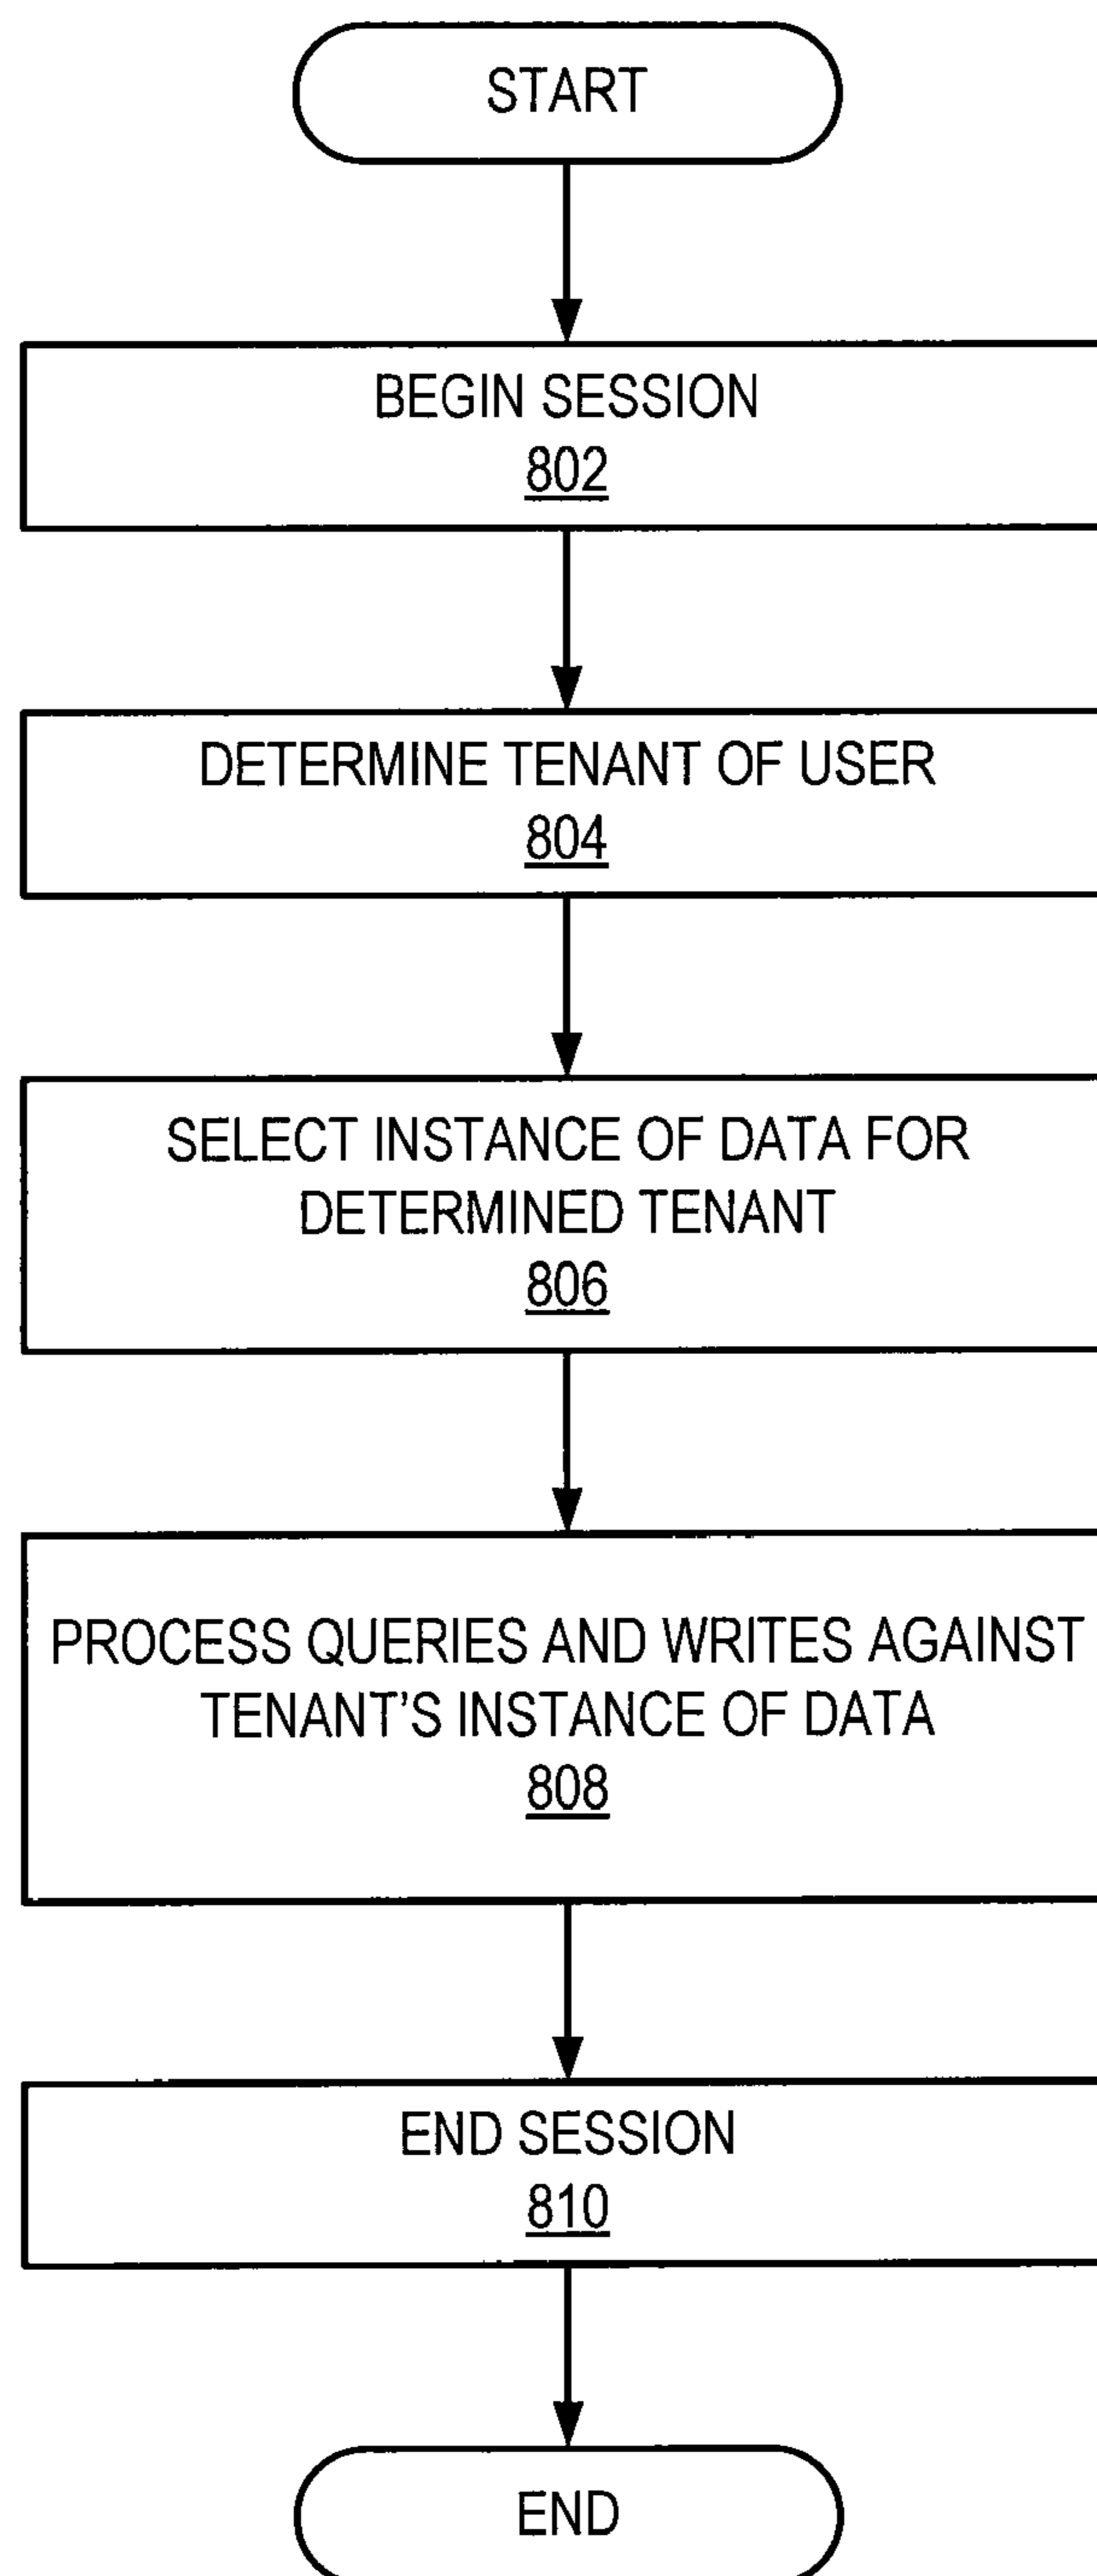 START
BEGIN SESSION
802
DETERMINE TENANT OF USER
804
SELECT INSTANCE OF DATA FOR
DETERMINED TENANT
806
PROCESS QUERIES AND WRITES AGAINST
TENANT'S INSTANCE OF DATA
808
END SESSION
810
END